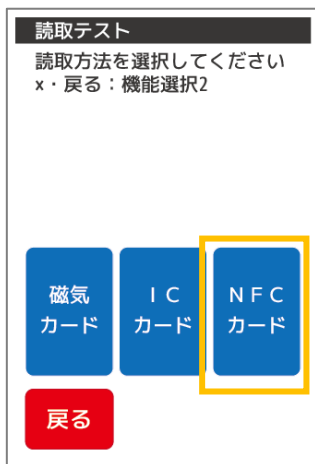 読取テスト
読取方法を選択してください
x・戻る：機能選択2
磁気
カード
ＩＣ
カード
ＮＦＣ
カード
戻る